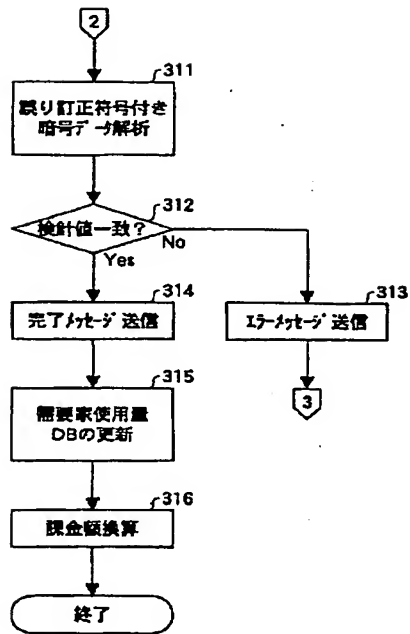 2
311
誤り訂正符号付き
暗号データ解析
312
検針値一致?
No
Yes
314
完了メッセージ送信
313
エラーメッセージ送信
315
需要家使用量
DBの更新
3
316
課金額換算
終了